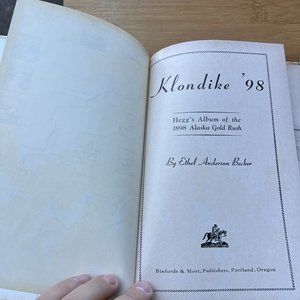 Klondike '98
Hegg's Album of the
1898 Alaska Gold Rush
By Ethel Anderson Becker
Binfords & Mort, Publishers, Portland, Oregon